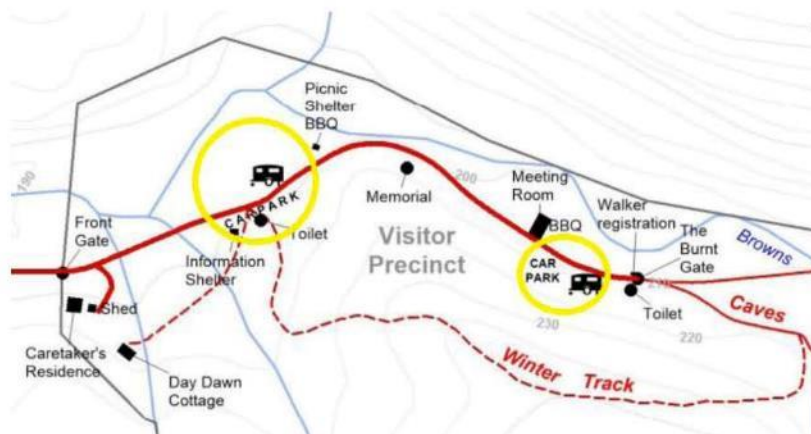 Picnic
Shelter
BBQ
190
CARPARK
Front
Gate
Information
Shelter
Toilet
Memorial
200
Meeting
Room
BBQ
Walker
registration
The
Burnt
Gate
Browns
Visitor
Precinct
CAR
PARK
210
Toilet
Caves
Shed
Caretaker's
Residence
Day Dawn
Cottage
230
220
Winter Track